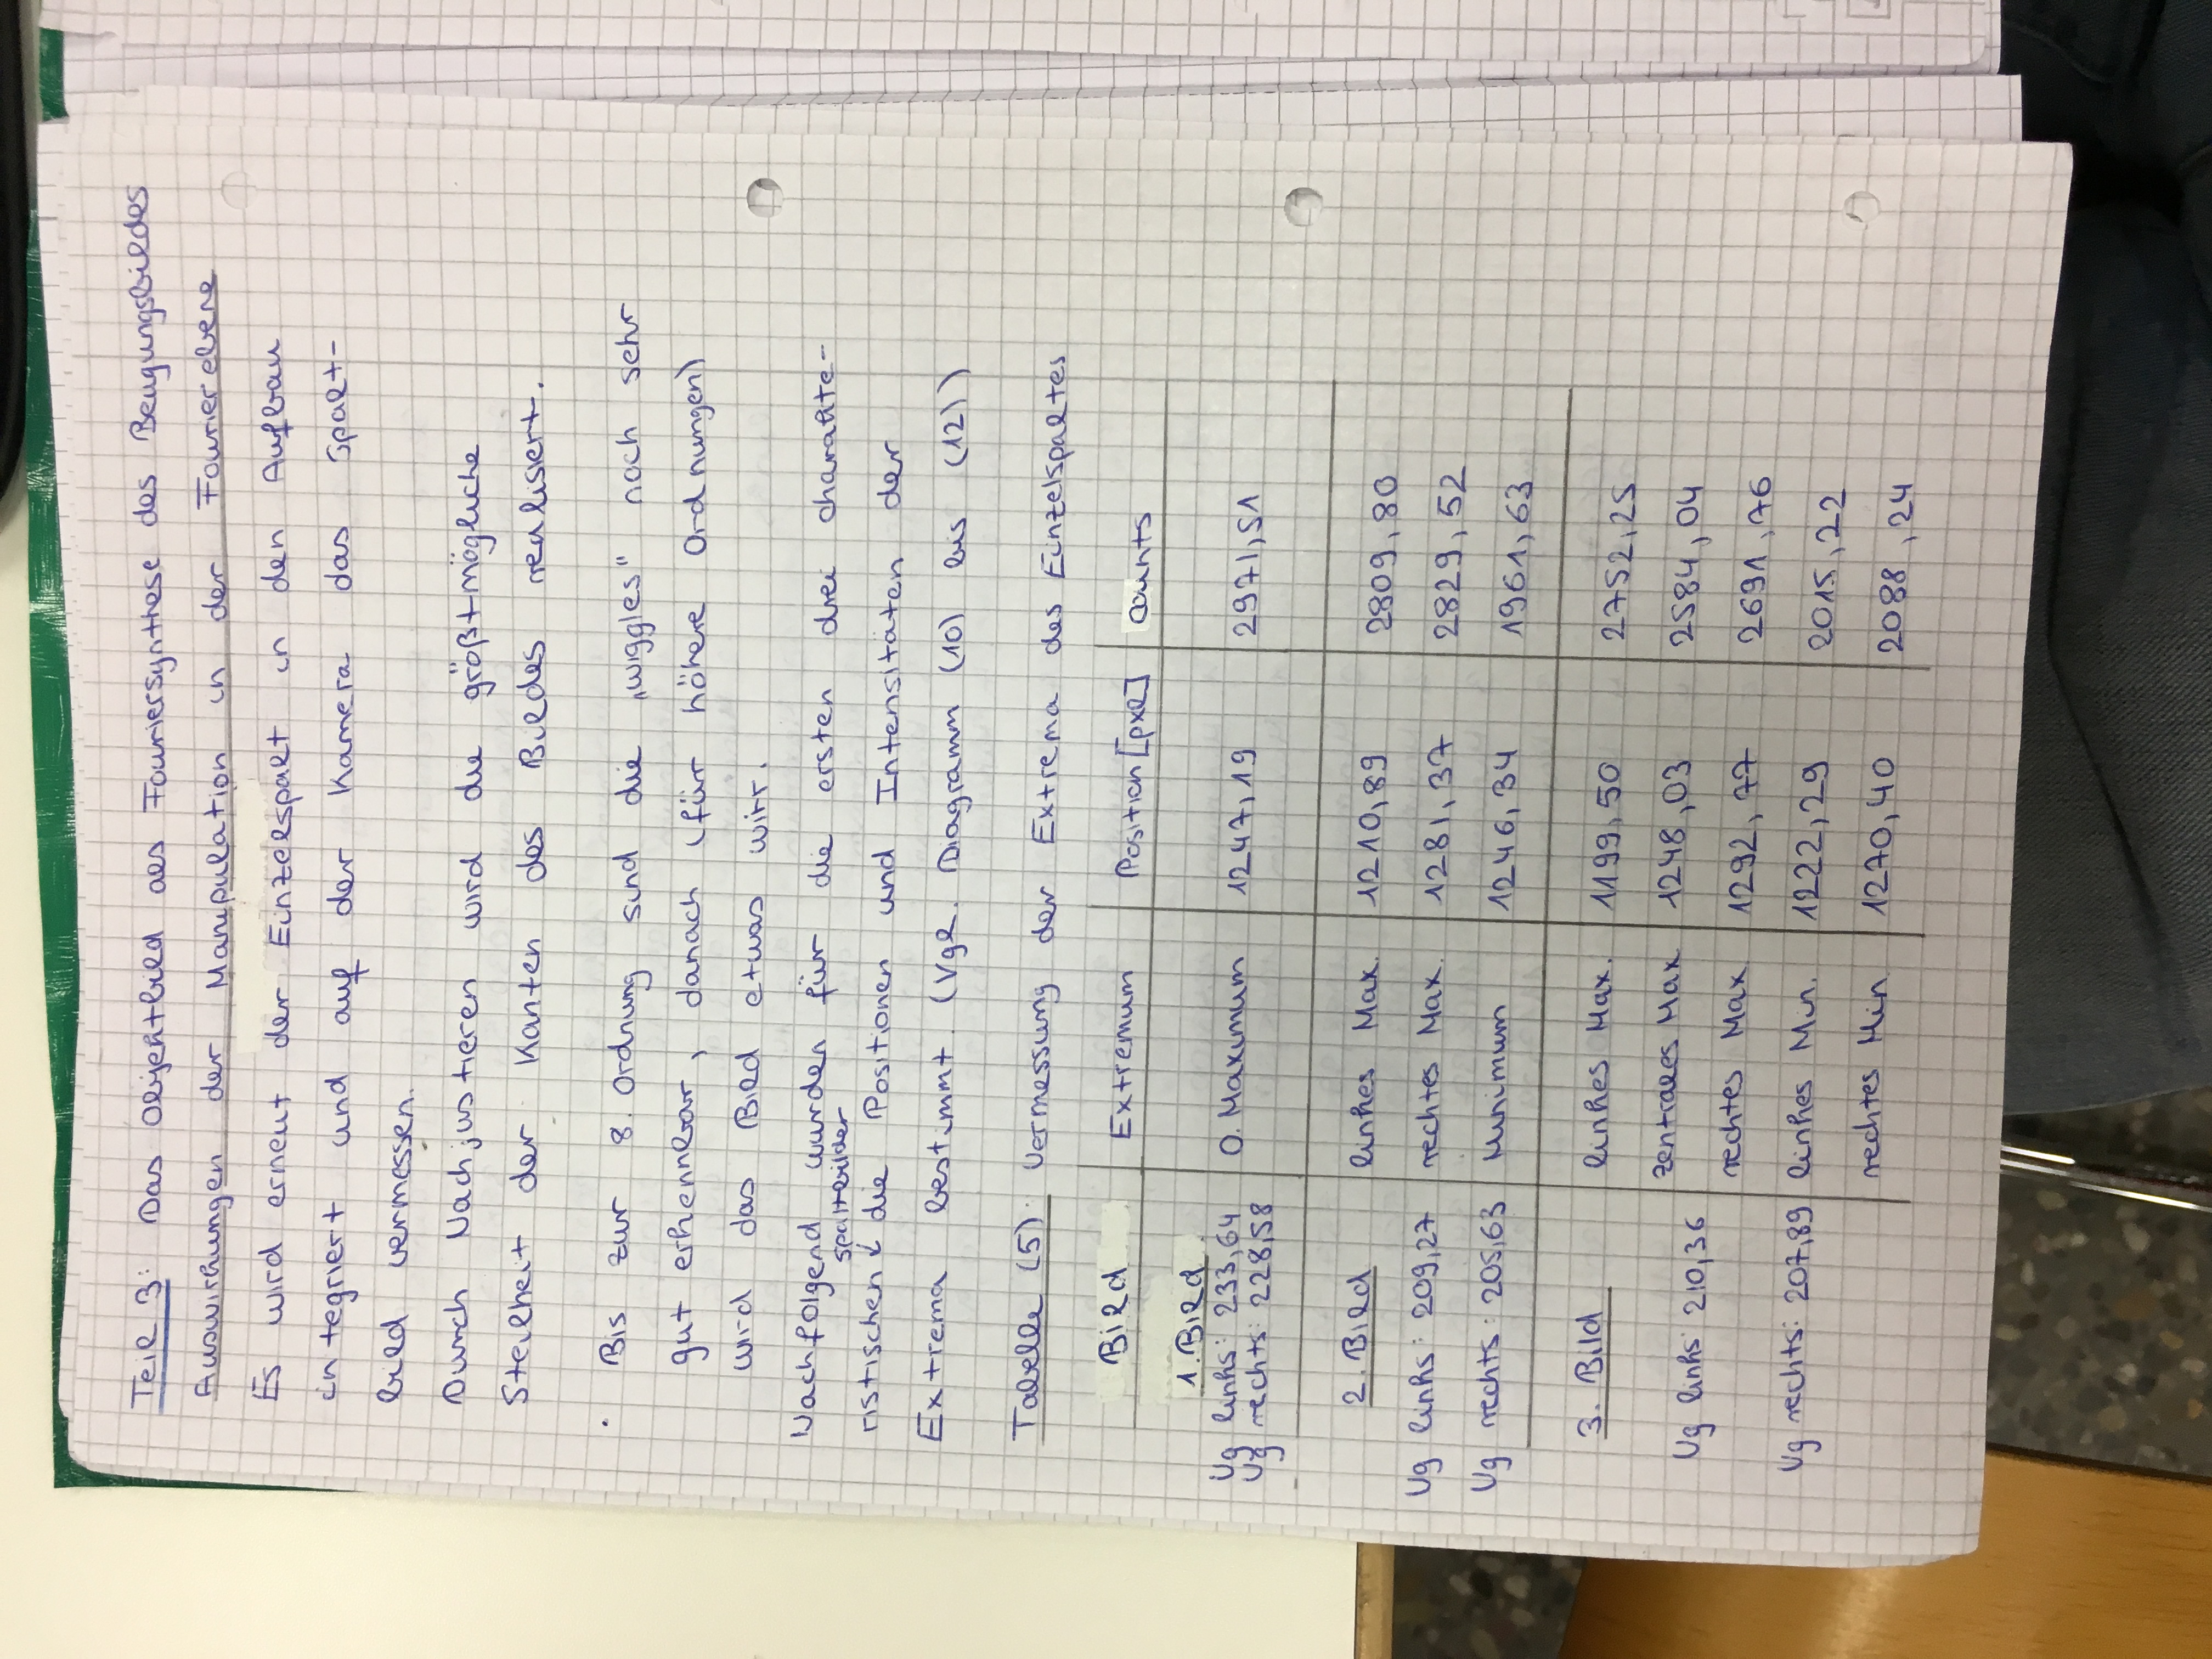 Teil 3: Das Objektbild als Fouriersynthese des Beugungsbildes
Auswirkungen der Manipulation in der Fourierebene
Es wird erneut der Einzelspalt in den Aufbau
integriert und auf der Kamera das Spalt-
bild vermessen.
Durch Nachjustieren wird die größtmögliche
Steilheit der Kanten des Bildes realisiert.
· Bis zur 8. Ordnung sind die „wiggles" noch sehr
gut erkennbar, danach (für höhere Ordnungen)
wird das Bild etwas wirr.
Nachfolgend wurden für die ersten drei charakte-
spaltbilder
ristischen ↓ die Positionen und Intensitäten der
Extrema bestimmt. (Vgl. Diagramm (10) bis (12))
Tabelle (5): Vermessung der Extrema des Einzelspaltes
Bild Extremum Position [pxl] counts
1. Bild
Ug links: 233,64 0. Maximum 1247,19 2971,51
Ug rechts: 228,58
2. Bild linkes Max. 1210,89 2809,80
Ug links: 209,27 rechtes Max. 1281,37 2829,52
Ug rechts: 205,63 Minimum 1246,34 1961,63
3. Bild linkes Max. 1199,50 2752,25
zentrales Max 1248,03 2584,04
Ug links: 210,36
rechtes Max 1292,77 2691,76
Ug rechts: 207,89 linkes Min. 1222,29 2015,22
rechtes Min 1270,40 2088,24